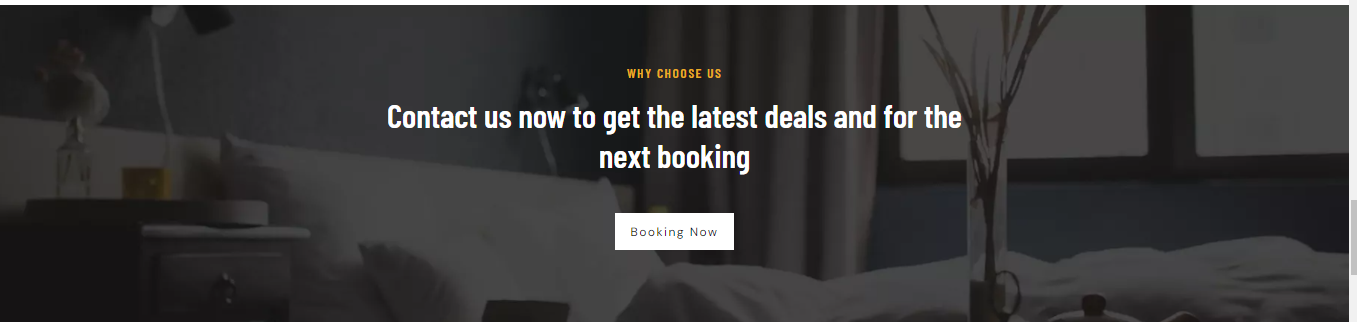 WHY CHOOSE US
Contact us now to get the latest deals and for the
next booking
Booking Now